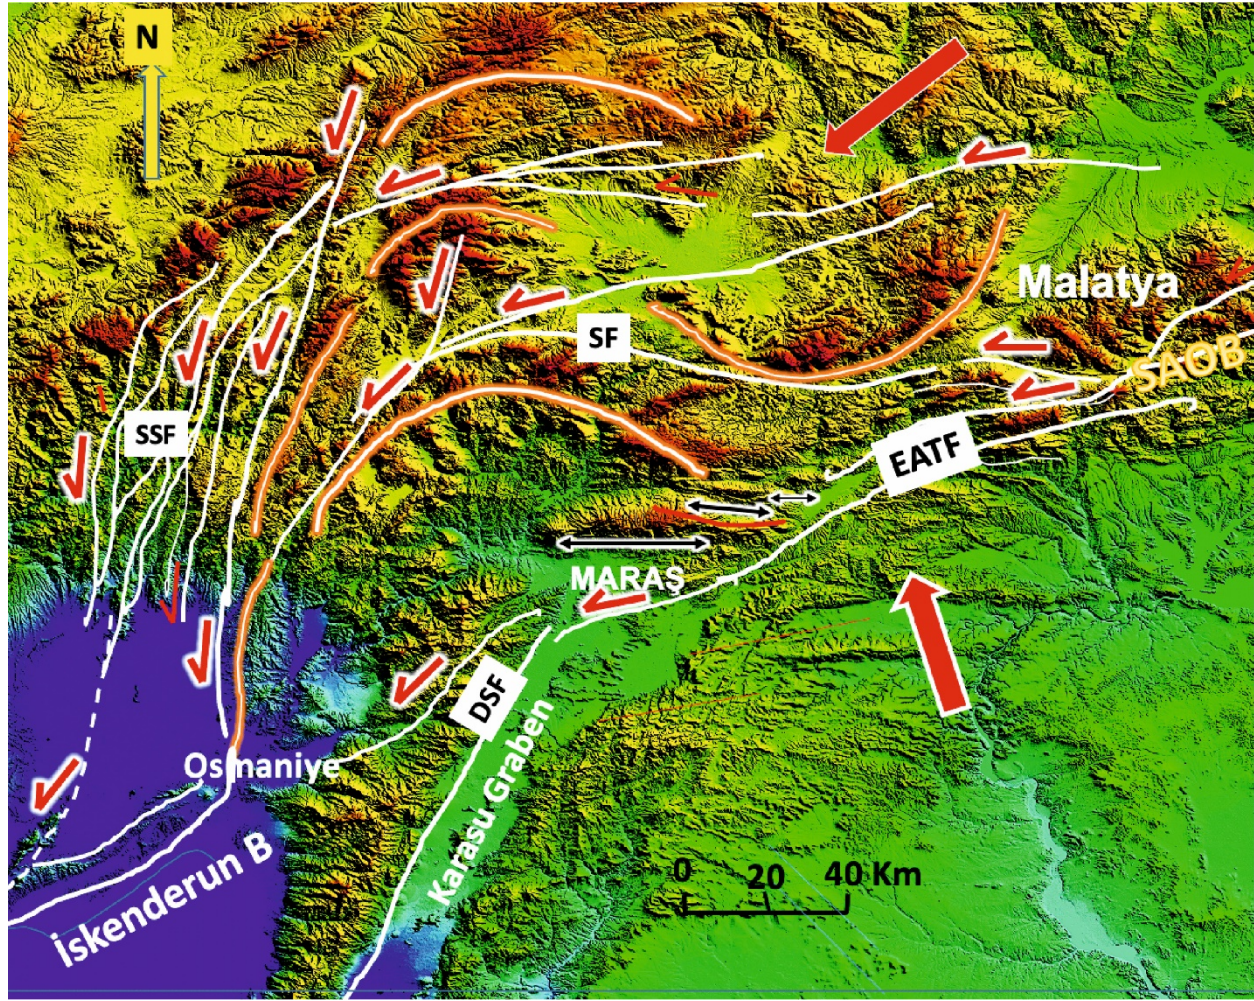 N
Malatya
SAOB
SF
SSF
EATF
MARAŞ
DSF
Osmaniye
Karasu Graben
İskenderun B
0 20 40 Km